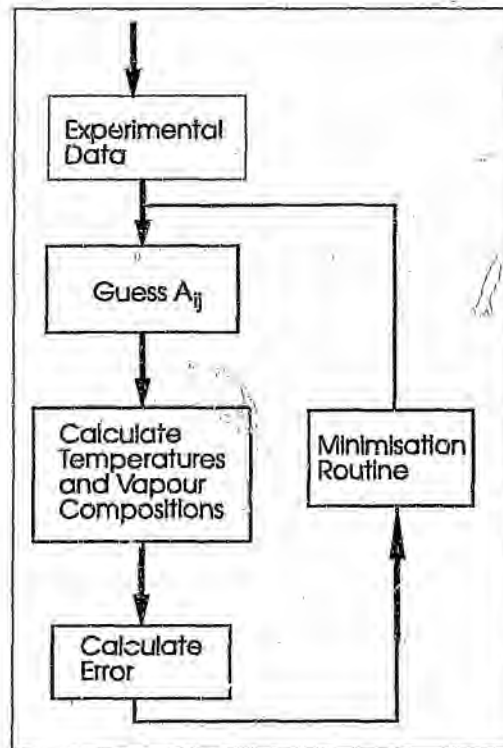 Experimental
Data
Guess A_ij
Calculate
Temperatures
and Vapour
Compositions
Minimisation
Routine
Calculate
Error